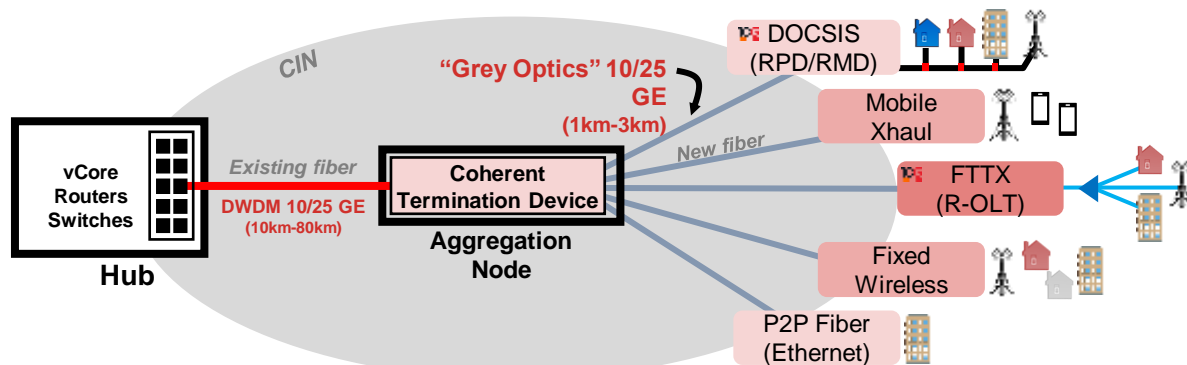 CIN
"Grey Optics" 10/25
GE
(1km-3km)
DOCSIS
(RPD/RMD)
Mobile
Xhaul
New fiber
vCore
Routers
Switches
Existing fiber
DWDM 10/25 GE
(10km-80km)
Coherent
Termination Device
FTTX
(R-OLT)
Aggregation
Node
Hub
Fixed
Wireless
P2P Fiber
(Ethernet)